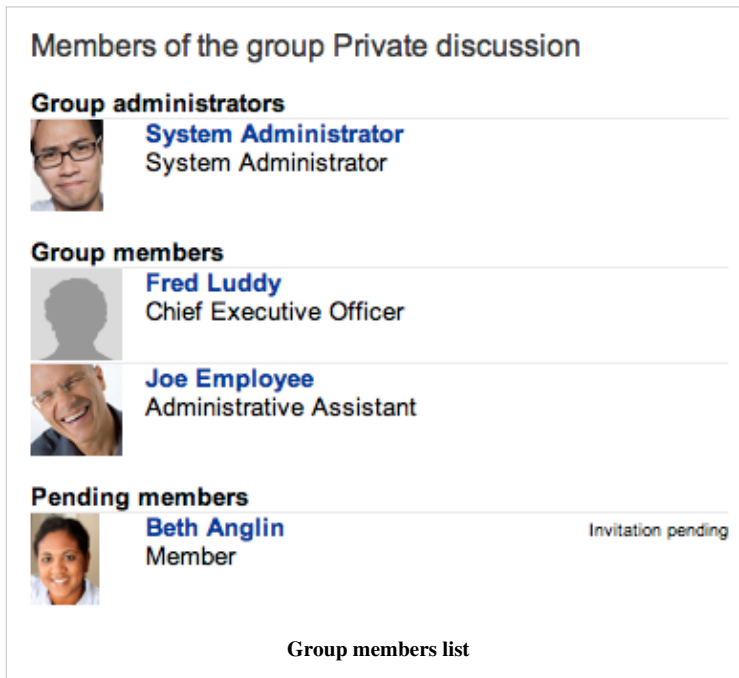 Members of the group Private discussion
Group administrators
System Administrator
System Administrator
Group members
Fred Luddy
Chief Executive Officer
Joe Employee
Administrative Assistant
Pending members
Beth Anglin
Invitation pending
Member
Group members list